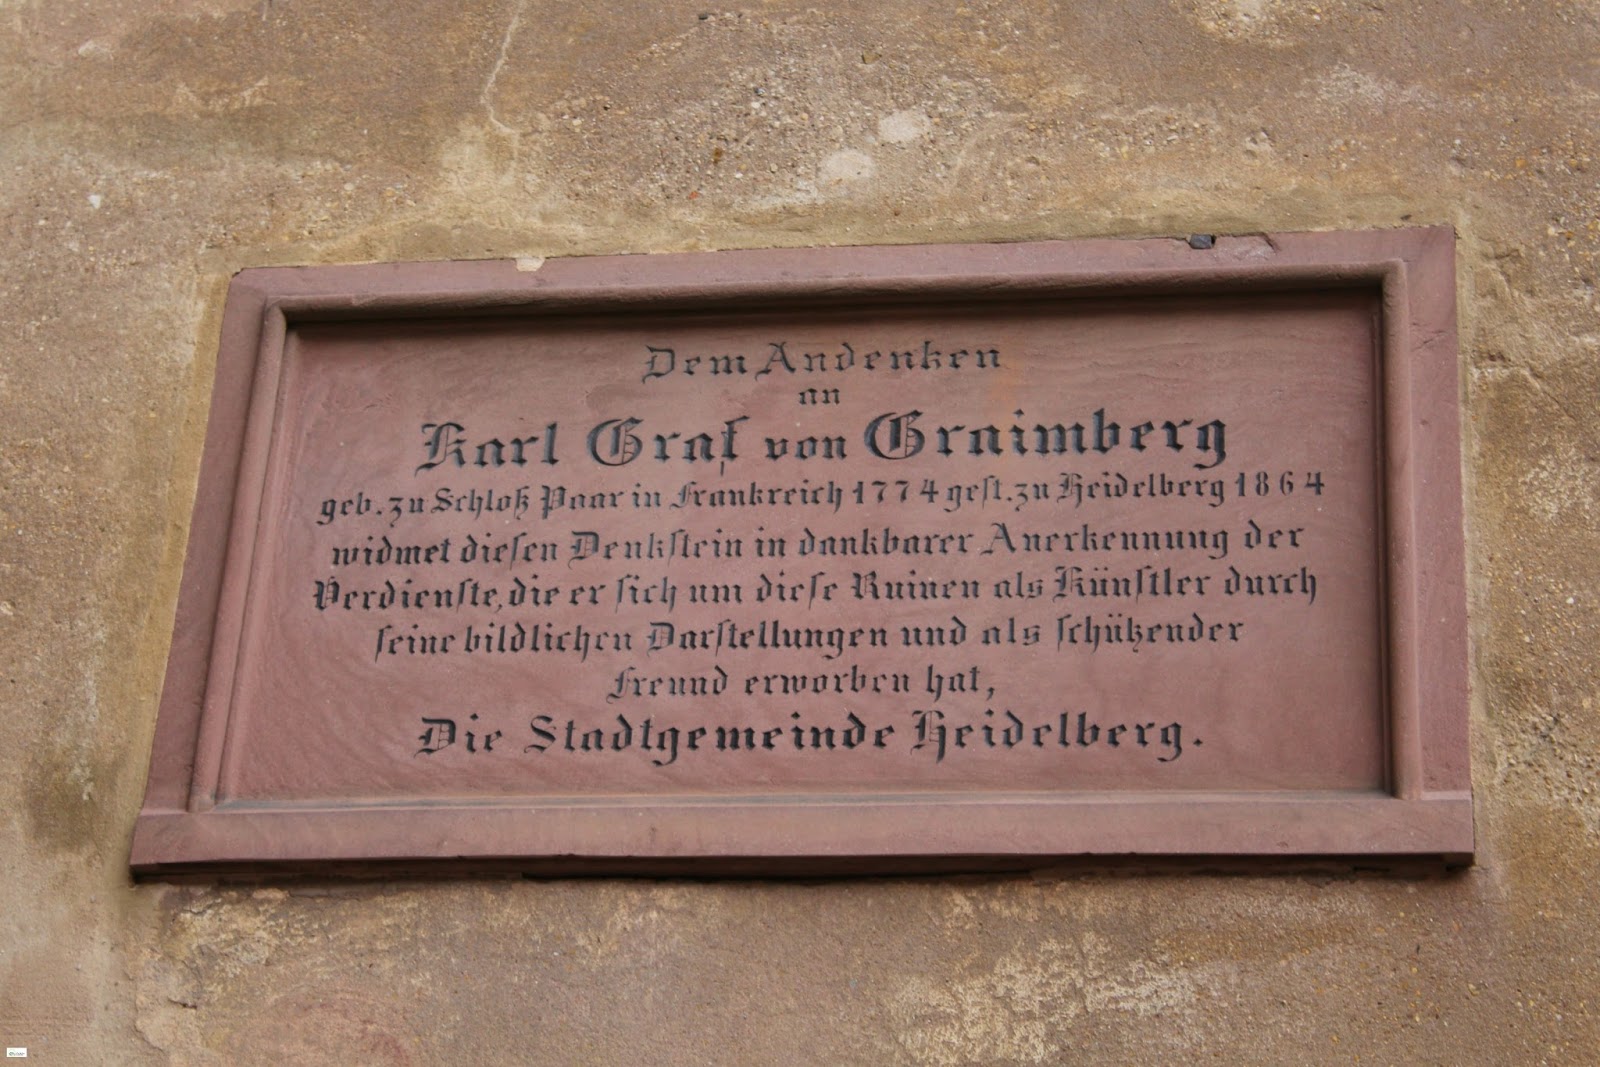 Dem Andenken
an
Karl Graf von Graimberg
geb. zu Schloß Paar in Frankreich 1774 gest. zu Heidelberg 1864
widmet diesen Denkstein in dankbarer Anerkennung der
Verdienste, die er sich um diese Ruinen als Künstler durch
seine bildlichen Darstellungen und als schützender
Freund erworben hat,
Die Stadtgemeinde Heidelberg.